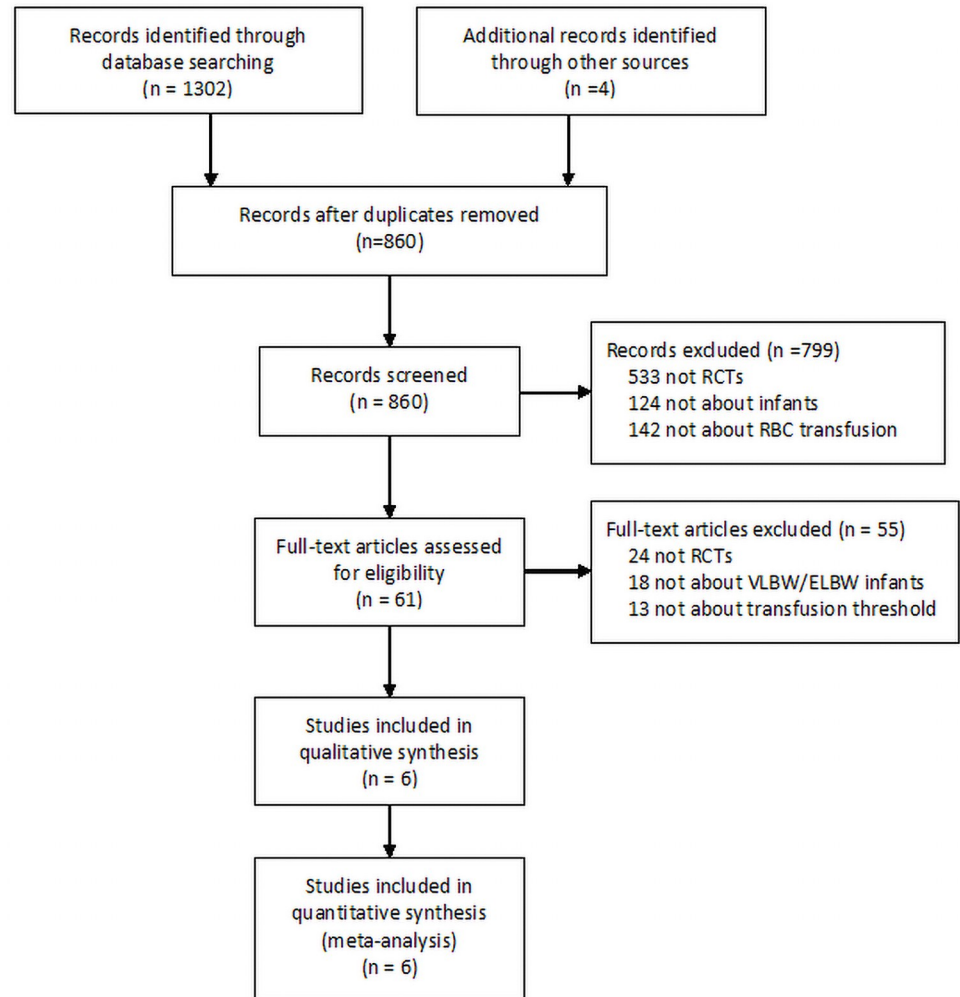 Records identified through
database searching
(n = 1302)
Additional records identified
through other sources
(n =4)
Records after duplicates removed
(n=860)
Records screened
(n = 860)
Records excluded (n =799)
533 not RCTs
124 not about infants
142 not about RBC transfusion
Full-text articles assessed
for eligibility
(n = 61)
Full-text articles excluded (n = 55)
24 not RCTs
18 not about VLBW/ELBW infants
13 not about transfusion threshold
Studies included in
qualitative synthesis
(n = 6)
Studies included in
quantitative synthesis
(meta-analysis)
(n = 6)